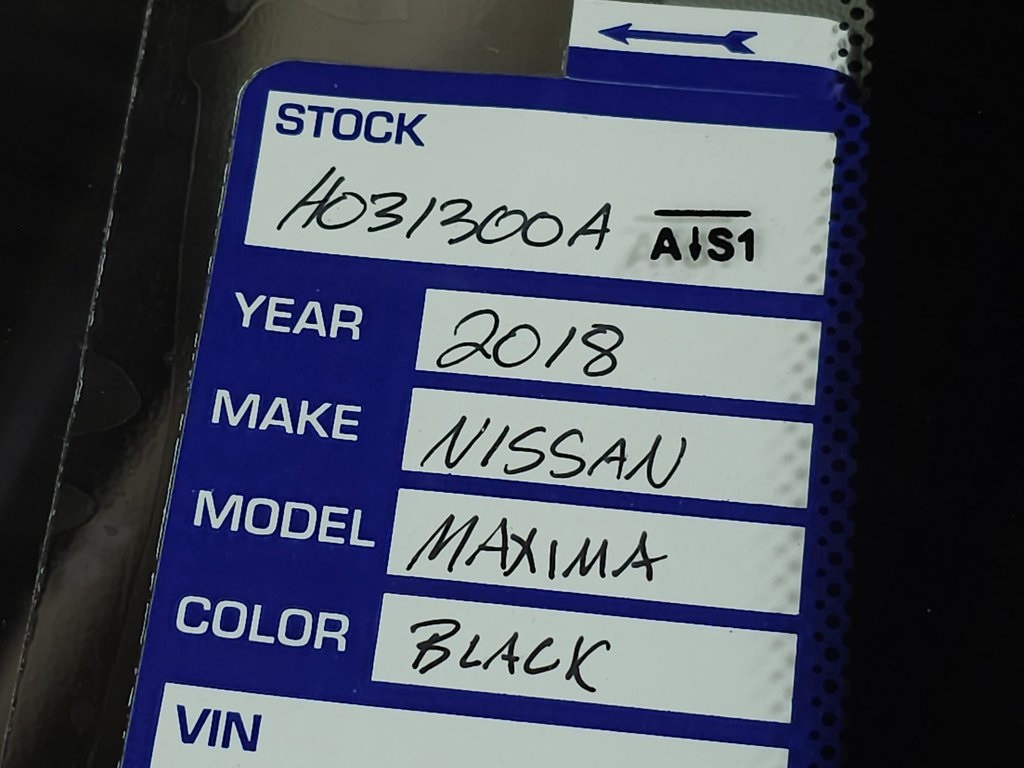 STOCK
H031300A A↓S1
YEAR 2018
MAKE NISSAN
MODEL MAXIMA
COLOR BLACK
VIN